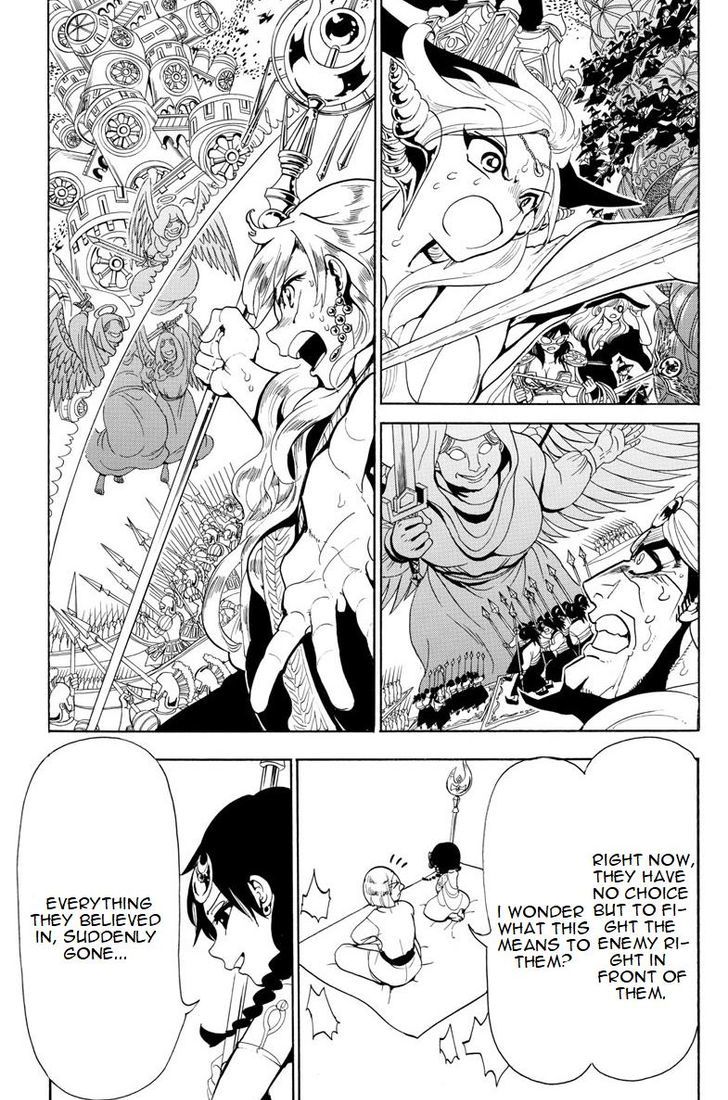 RIGHT NOW,
THEY HAVE
NO CHOICE
BUT TO FI-
GHT THE
ENEMY RI-
GHT IN
FRONT OF
THEM.
I WONDER
WHAT THIS
MEANS TO
THEM?
EVERYTHING
THEY BELIEVED
IN, SUDDENLY
GONE...